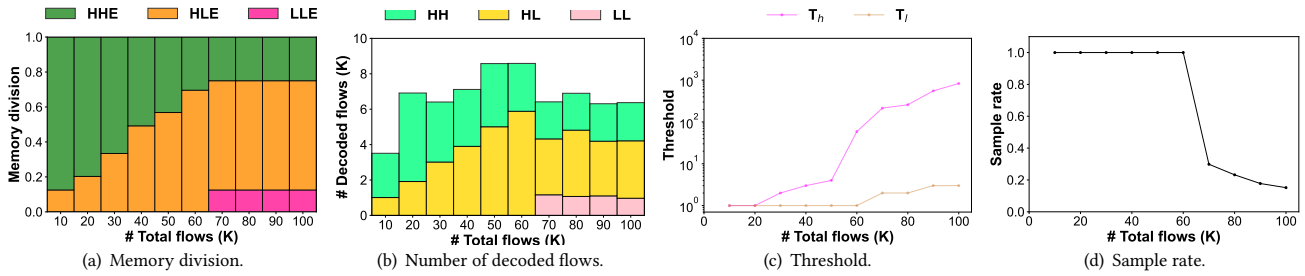 HHE HLE LLE
Memory division
1.0
0.8
0.6
0.4
0.2
0.0
10 20 30 40 50 60 70 80 90 100
# Total flows (K)
(a) Memory division.
HH HL LL
# Decoded flows (K)
10
8
6
4
2
0
10 20 30 40 50 60 70 80 90 100
# Total flows (K)
(b) Number of decoded flows.
T_h T_l
Threshold
10^4
10^3
10^2
10^1
10^0
0 20 40 60 80 100
# Total flows (K)
(c) Threshold.
Sample rate
1.0
0.8
0.6
0.4
0.2
0.0
0 20 40 60 80 100
# Total flows (K)
(d) Sample rate.